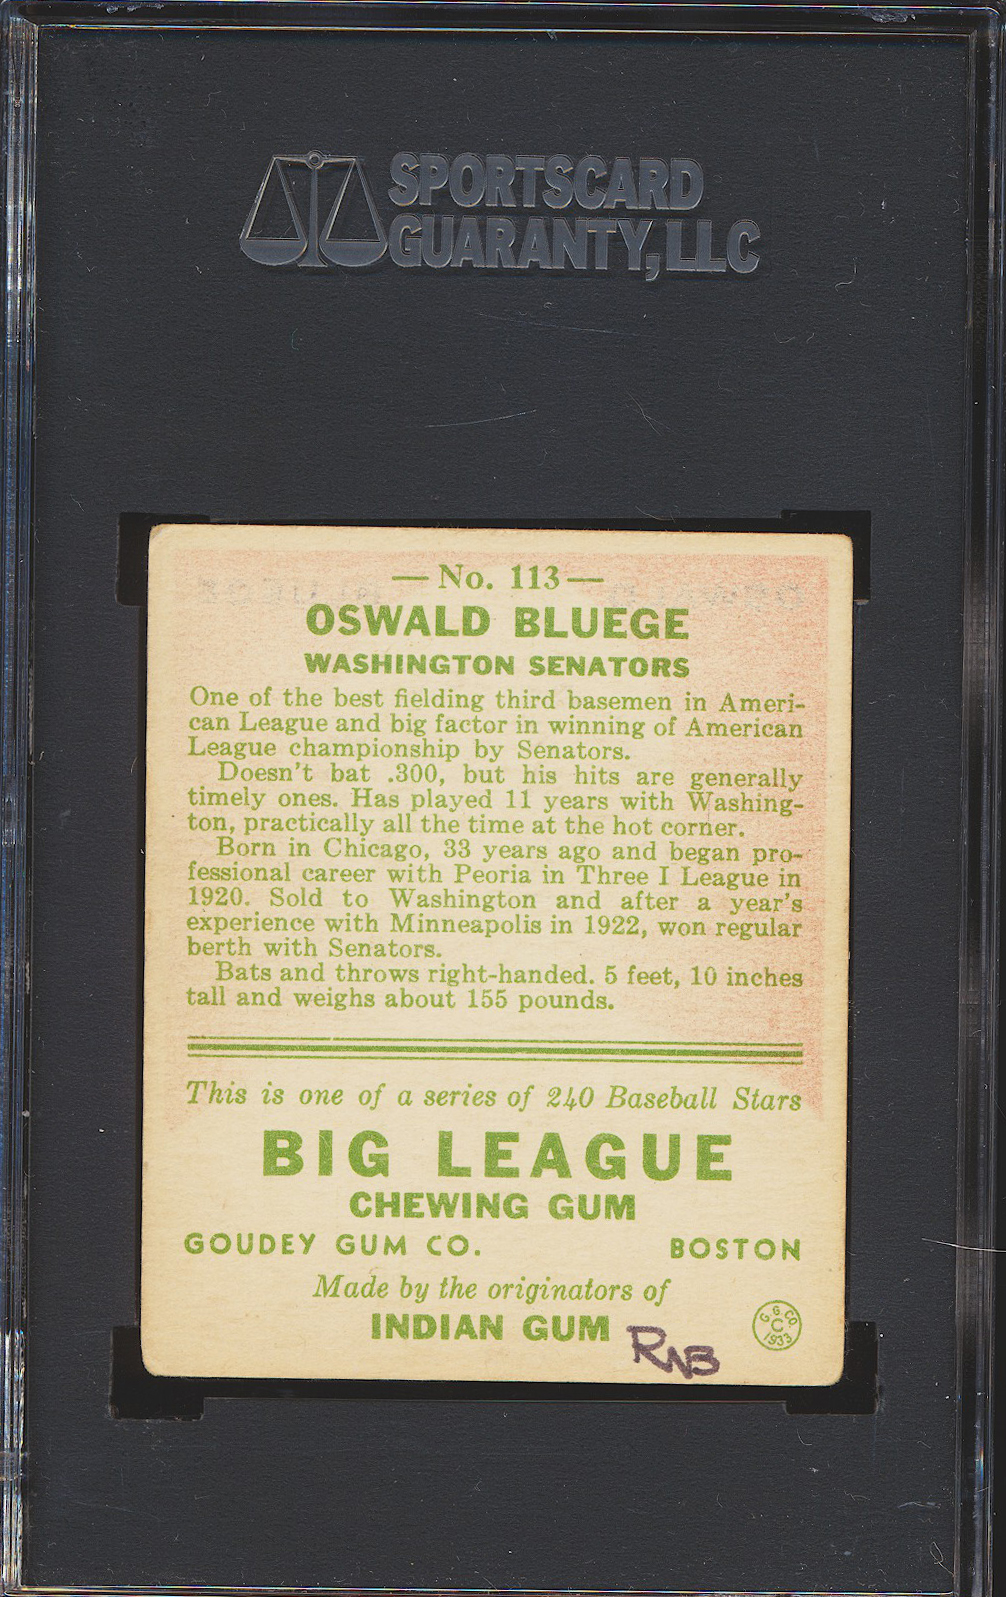 SPORTSCARD
GUARANTY, LLC
— No. 113 —
OSWALD BLUEGE
WASHINGTON SENATORS
One of the best fielding third basemen in Ameri-
can League and big factor in winning of American
League championship by Senators.
Doesn't bat .300, but his hits are generally
timely ones. Has played 11 years with Washing-
ton, practically all the time at the hot corner.
Born in Chicago, 33 years ago and began pro-
fessional career with Peoria in Three I League in
1920. Sold to Washington and after a year's
experience with Minneapolis in 1922, won regular
berth with Senators.
Bats and throws right-handed. 5 feet, 10 inches
tall and weighs about 155 pounds.
This is one of a series of 240 Baseball Stars
BIG LEAGUE
CHEWING GUM
GOUDEY GUM CO. BOSTON
Made by the originators of
INDIAN GUM
RNB
G. G. CO.
C
1933